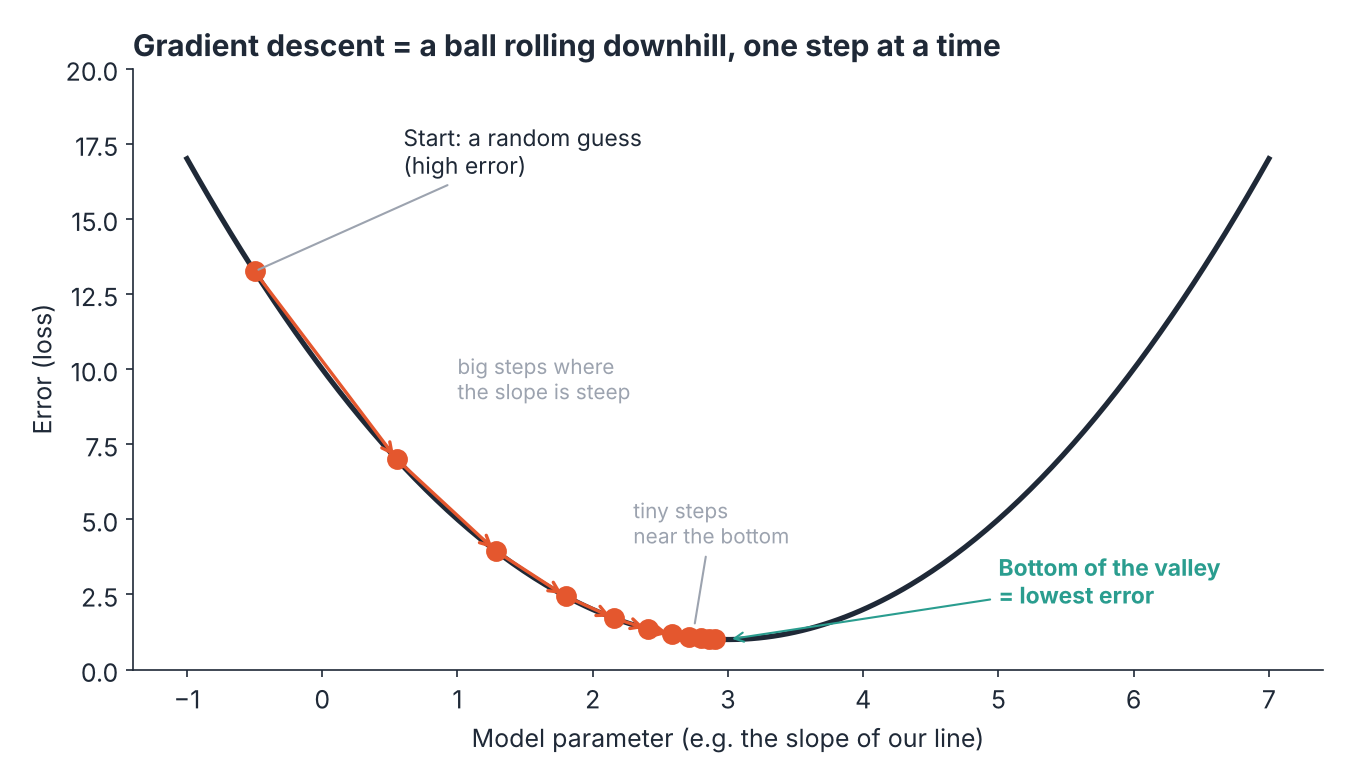 Gradient descent = a ball rolling downhill, one step at a time
20.0
17.5
15.0
12.5
10.0
7.5
5.0
2.5
0.0
Error (loss)
Start: a random guess
(high error)
big steps where
the slope is steep
tiny steps
near the bottom
Bottom of the valley
= lowest error
−1
0
1
2
3
4
5
6
7
Model parameter (e.g. the slope of our line)